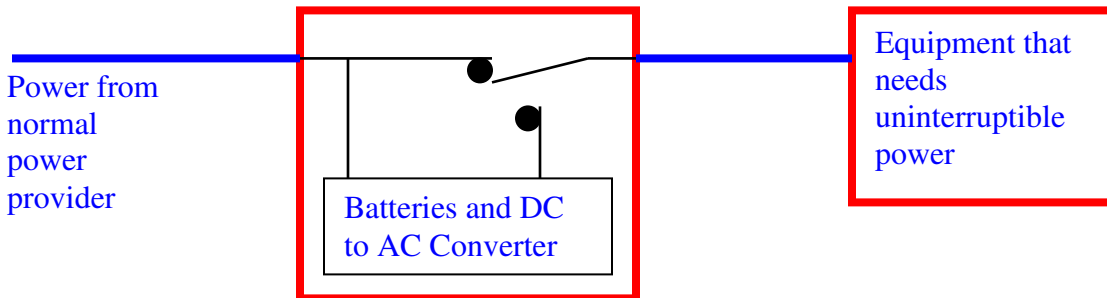 Power from
normal
power
provider
Batteries and DC
to AC Converter
Equipment that
needs
uninterruptible
power